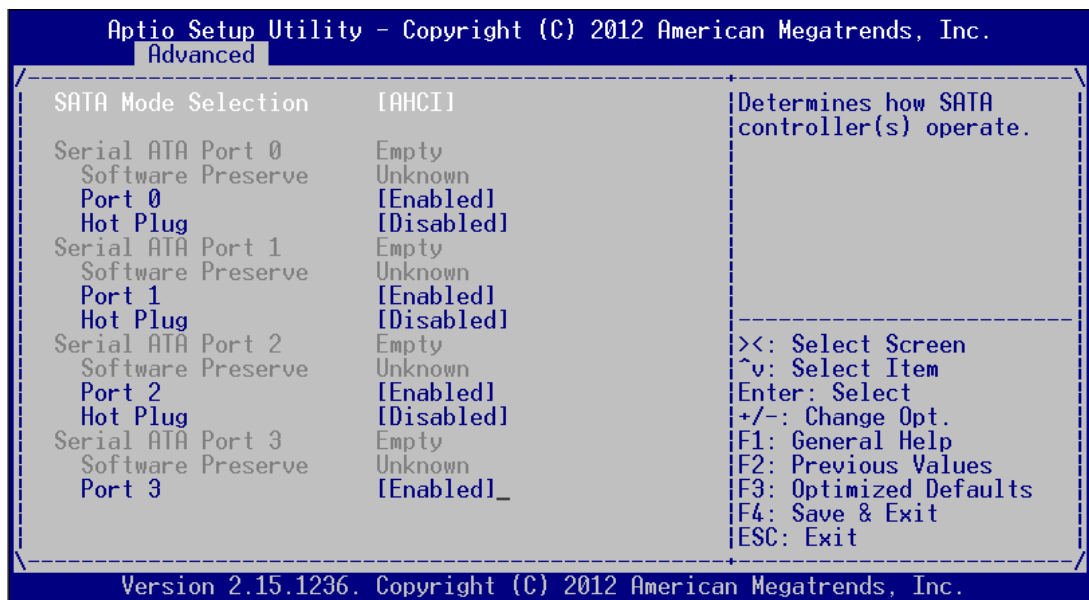 Aptio Setup Utility - Copyright (C) 2012 American Megatrends, Inc.
Advanced
SATA Mode Selection [AHCI]
Serial ATA Port 0 Empty
Software Preserve Unknown
Port 0 [Enabled]
Hot Plug [Disabled]
Serial ATA Port 1 Empty
Software Preserve Unknown
Port 1 [Enabled]
Hot Plug [Disabled]
Serial ATA Port 2 Empty
Software Preserve Unknown
Port 2 [Enabled]
Hot Plug [Disabled]
Serial ATA Port 3 Empty
Software Preserve Unknown
Port 3 [Enabled]_
Determines how SATA
controller(s) operate.
><: Select Screen
^v: Select Item
Enter: Select
+/-: Change Opt.
F1: General Help
F2: Previous Values
F3: Optimized Defaults
F4: Save & Exit
ESC: Exit
Version 2.15.1236. Copyright (C) 2012 American Megatrends, Inc.